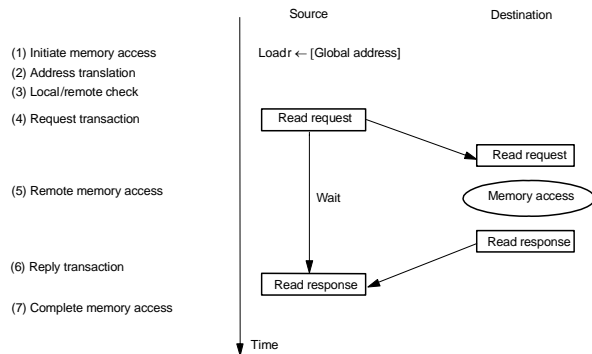 Source
Destination
(1) Initiate memory access
Load r ← [Global address]
(2) Address translation
(3) Local/remote check
(4) Request transaction
Read request
Read request
(5) Remote memory access
Wait
Memory access
Read response
(6) Reply transaction
Read response
(7) Complete memory access
Time